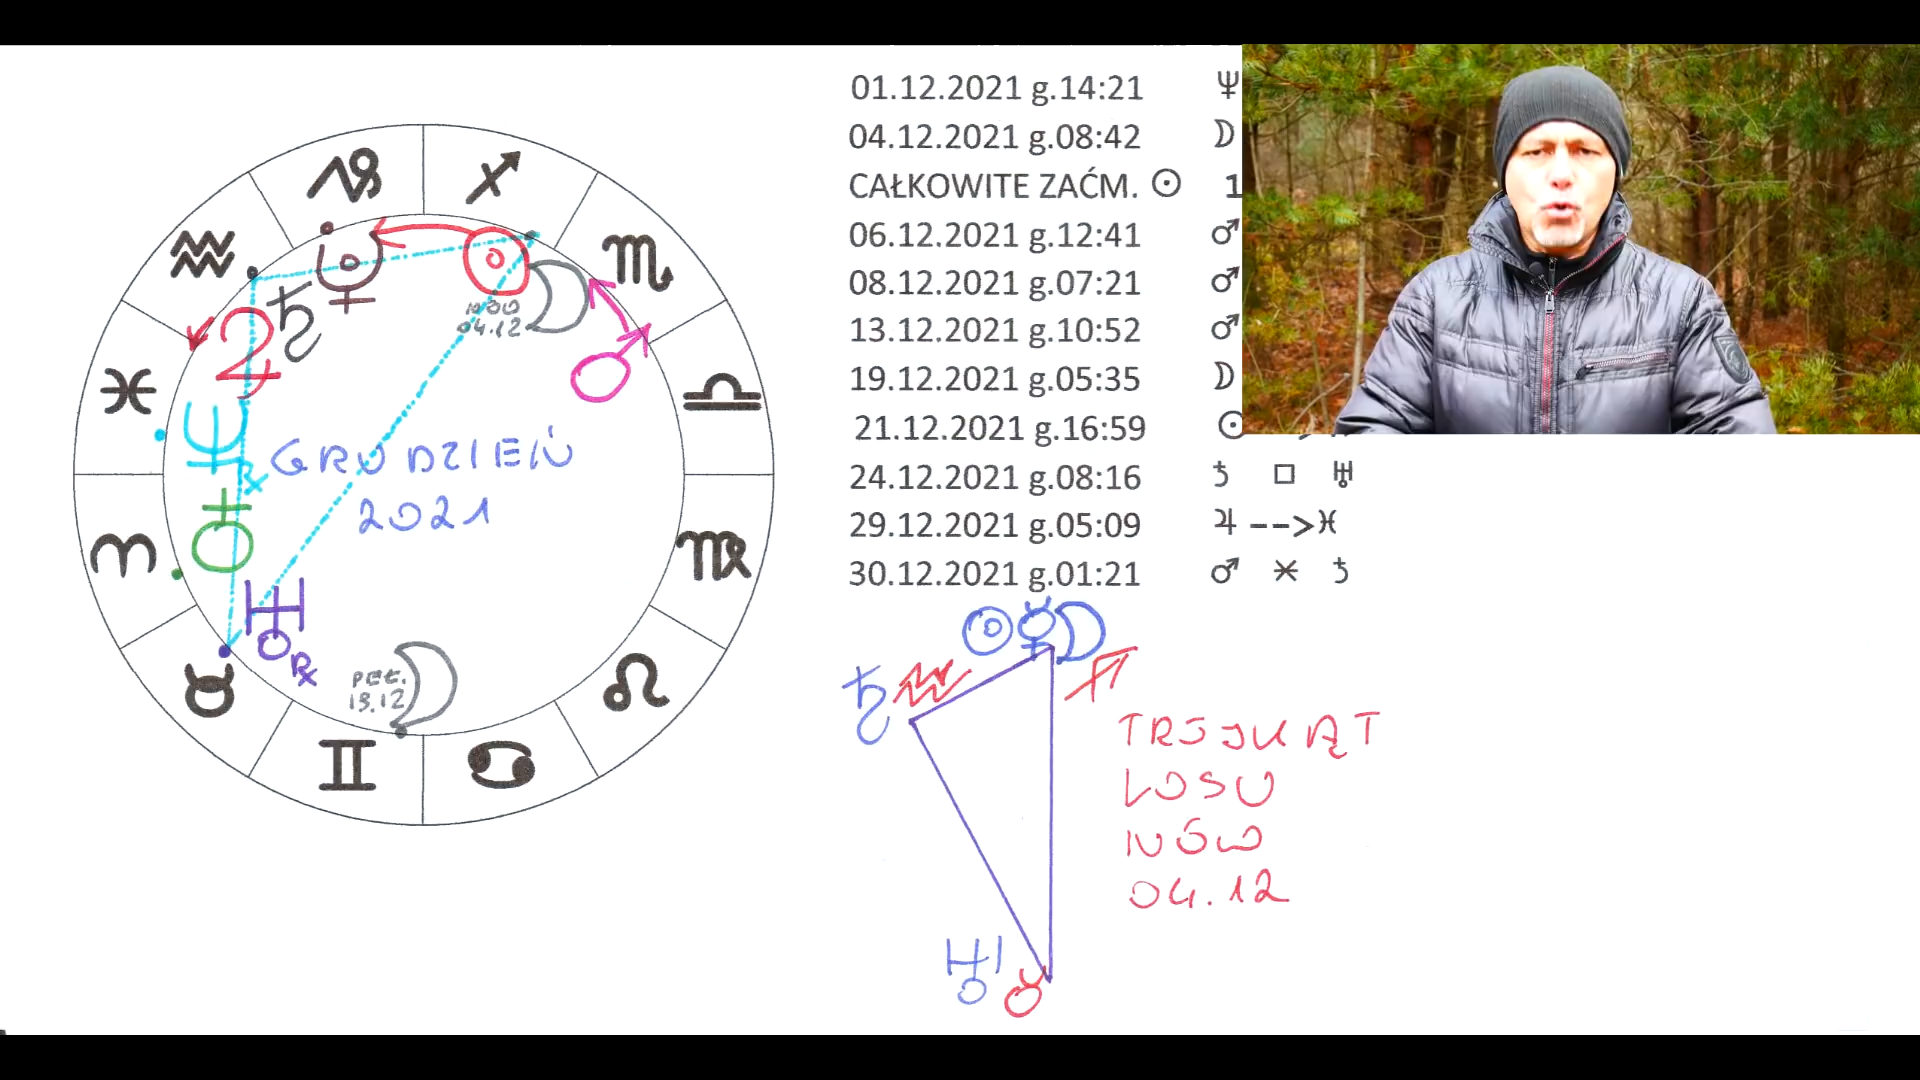 01.12.2021 g.14:21 ♆
04.12.2021 g.08:42 ☽
CAŁKOWITE ZAĆM. ☉ 1
06.12.2021 g.12:41 ♂
08.12.2021 g.07:21 ♂
13.12.2021 g.10:52 ♂
19.12.2021 g.05:35 ☽
21.12.2021 g.16:59 ☉
24.12.2021 g.08:16 ♄ □ ♅
29.12.2021 g.05:09 ♃ -->♓
30.12.2021 g.01:21 ♂ ⚹ ♄
NÓW
04.12
GRUDZIEŃ
2021
PEŁ.
19.12
TRÓJKĄT
LOSU
NÓW
04.12